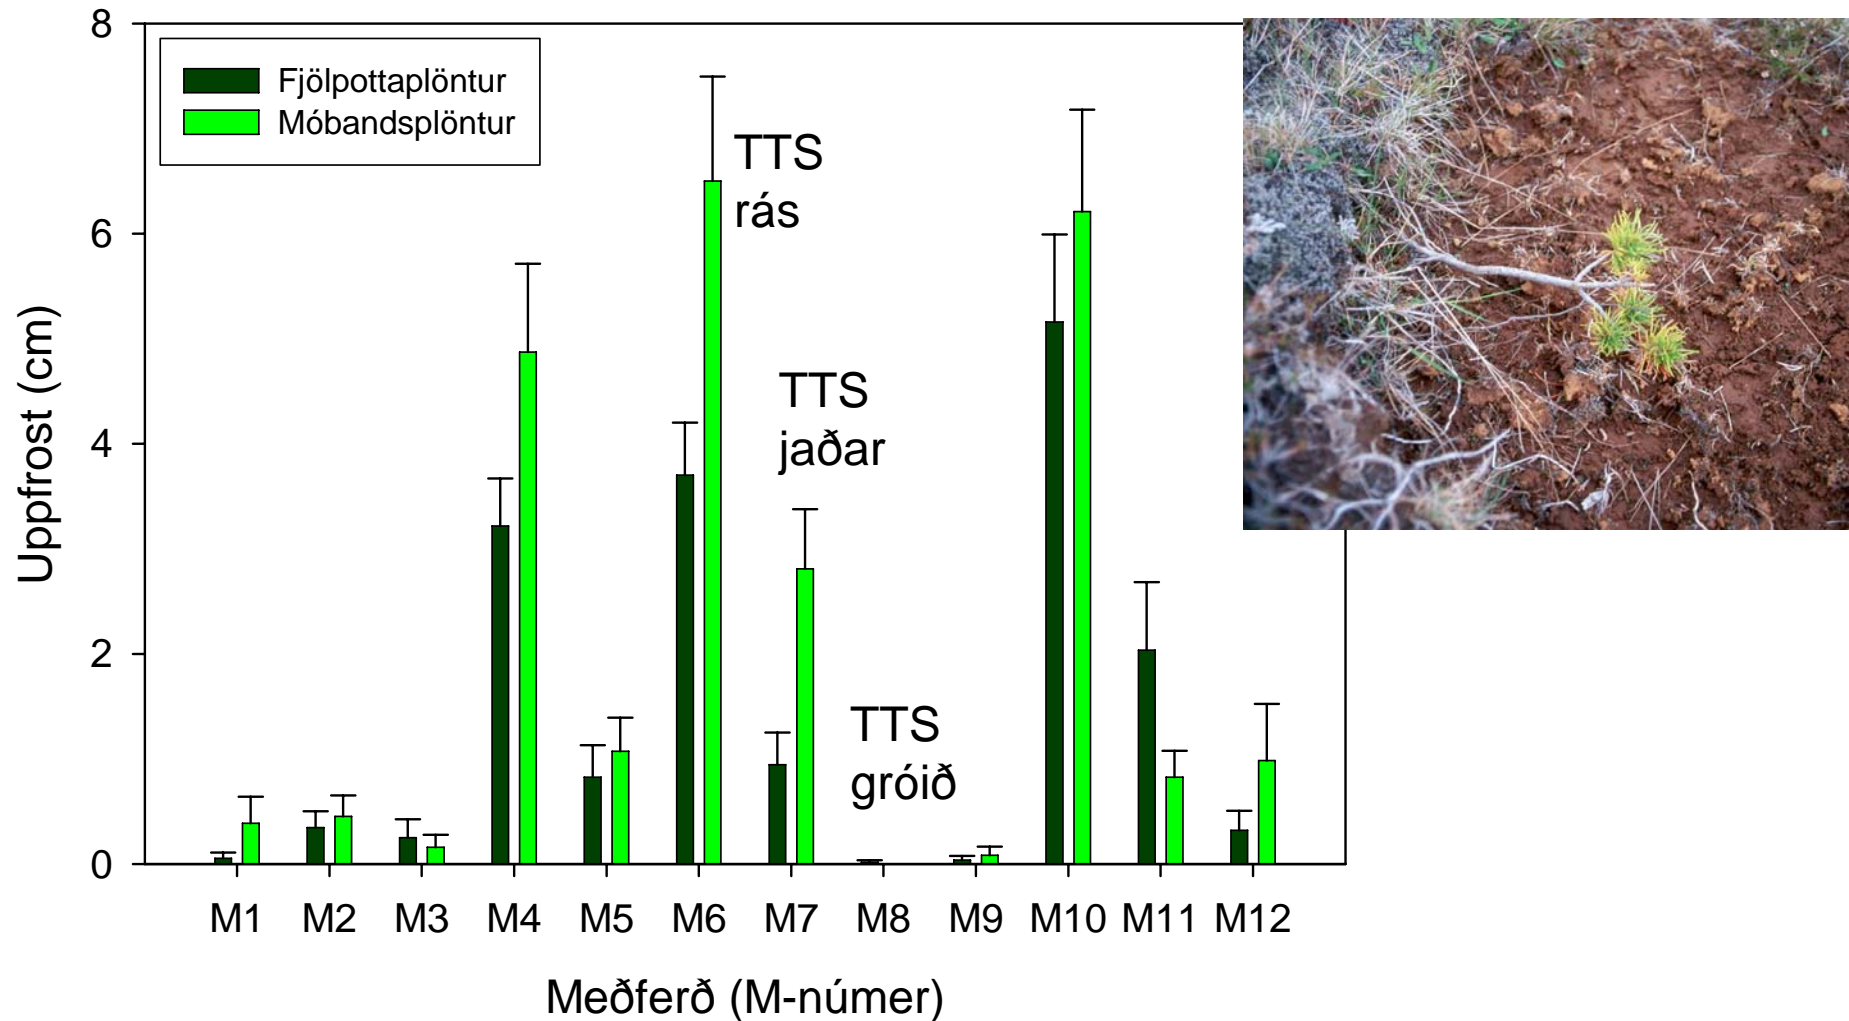 8
Fjölpottaplöntur
Móbandsplöntur
TTS
rás
6
Uppfrost (cm)
TTS
jaðar
4
2
TTS
gróið
0
M1 M2 M3 M4 M5 M6 M7 M8 M9 M10 M11 M12
Meðferð (M-númer)